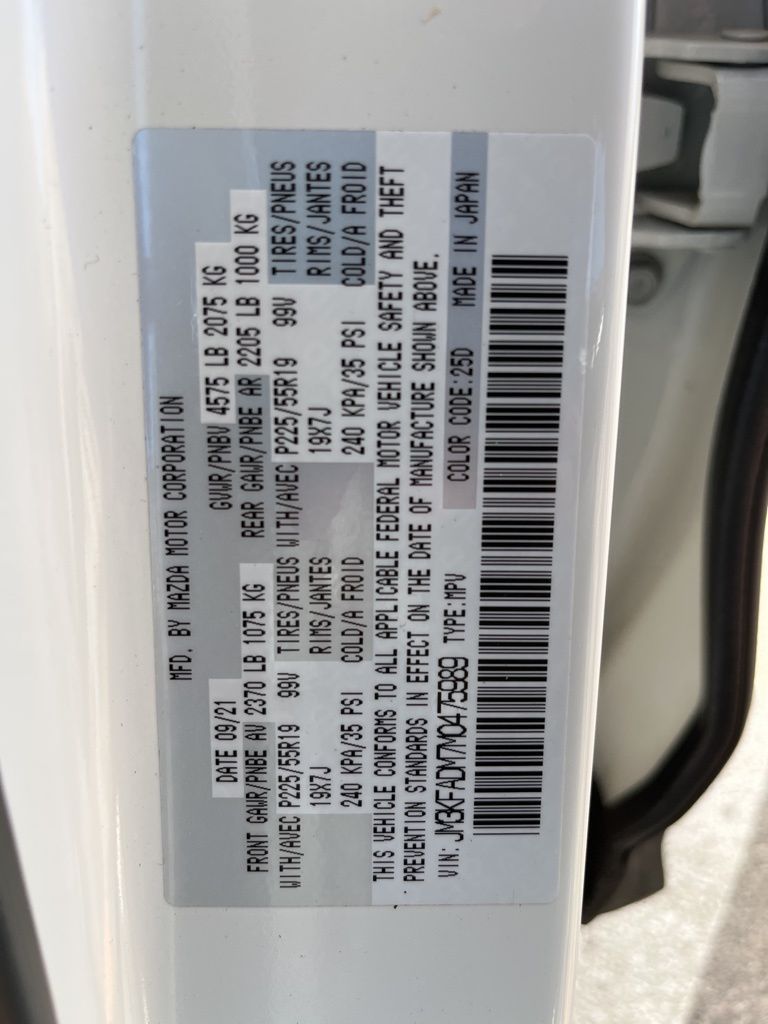 MFD. BY MAZDA MOTOR CORPORATION
DATE 09/21 GVWR/PNBV 4575 LB 2075 KG
FRONT GAWR/PNBE AV 2370 LB 1075 KG REAR GAWR/PNBE AR 2205 LB 1000 KG
WITH/AVEC P225/55R19 99V TIRES/PNEUS WITH/AVEC P225/55R19 99V TIRES/PNEUS
19X7J RIMS/JANTES 19X7J RIMS/JANTES
240 KPA/35 PSI COLD/A FROID 240 KPA/35 PSI COLD/A FROID
THIS VEHICLE CONFORMS TO ALL APPLICABLE FEDERAL MOTOR VEHICLE SAFETY AND THEFT
PREVENTION STANDARDS IN EFFECT ON THE DATE OF MANUFACTURE SHOWN ABOVE.
VIN: JM3KFADM7M0475989 TYPE:MPV COLOR CODE:25D MADE IN JAPAN